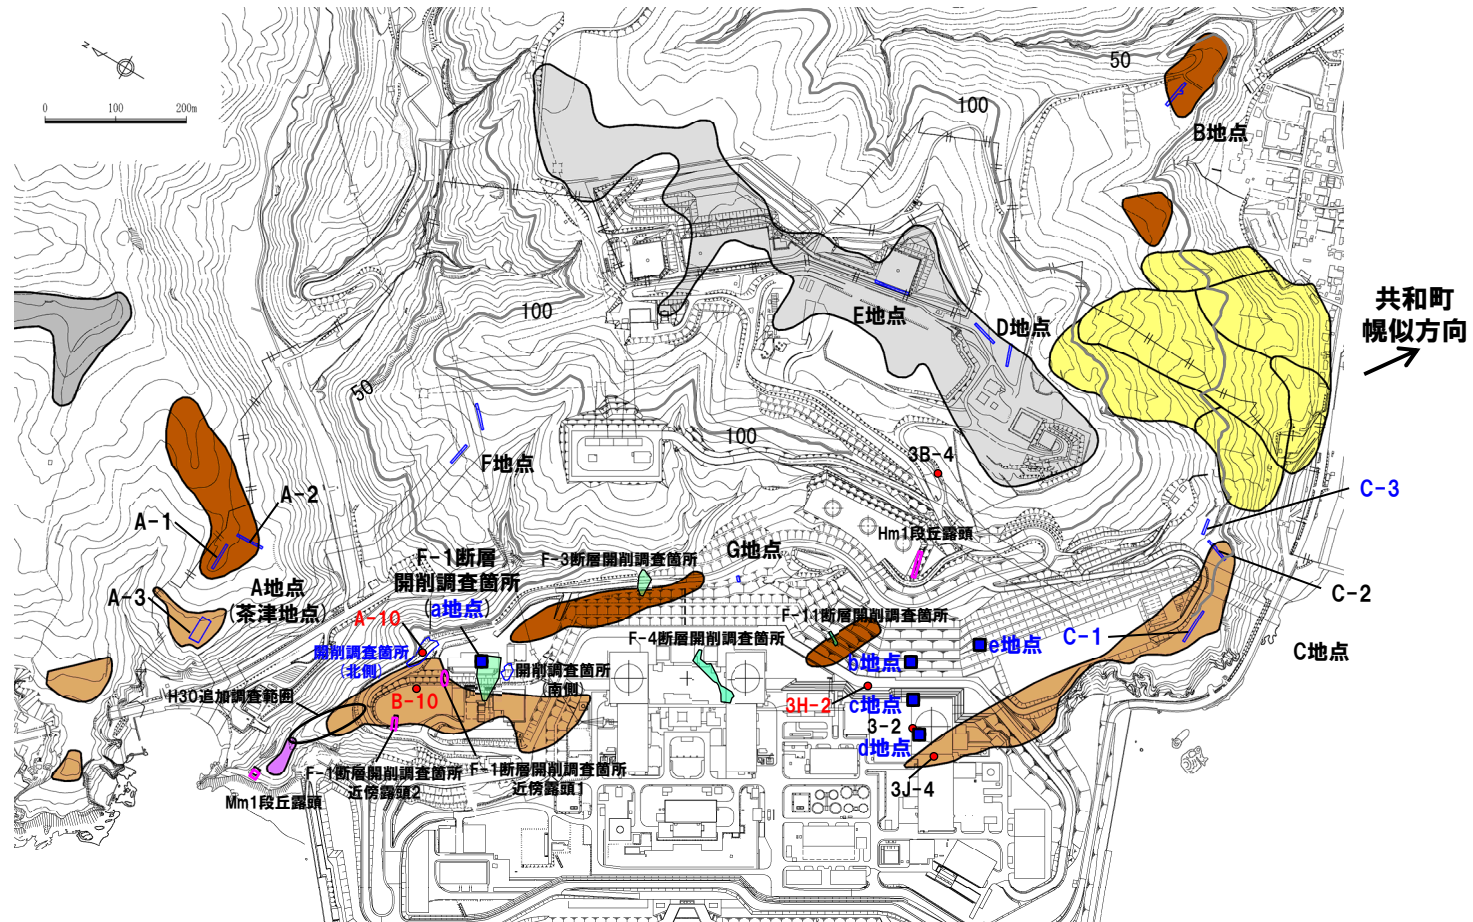 N
0
100
200m
50
100
B地点
共和町
幌似方向
E地点
D地点
100
50
100
3B-4
F地点
A-2
A-1
C-3
Hm1段丘露頭
G地点
F-1断層
開削調査箇所
(a地点)
F-3断層開削調査箇所
A地点
(茶津地点)
A-3
C-2
A-10
F-11断層開削調査箇所
F-4断層開削調査箇所
C-1
e地点
C地点
開削調査箇所
(北側)
b地点
開削調査箇所
(南側)
H30追加調査範囲
B-10
3H-2
c地点
3-2
d地点
F-1断層開削調査箇所
近傍露頭2
F-1断層開削調査箇所
近傍露頭1
3J-4
Mm1段丘露頭